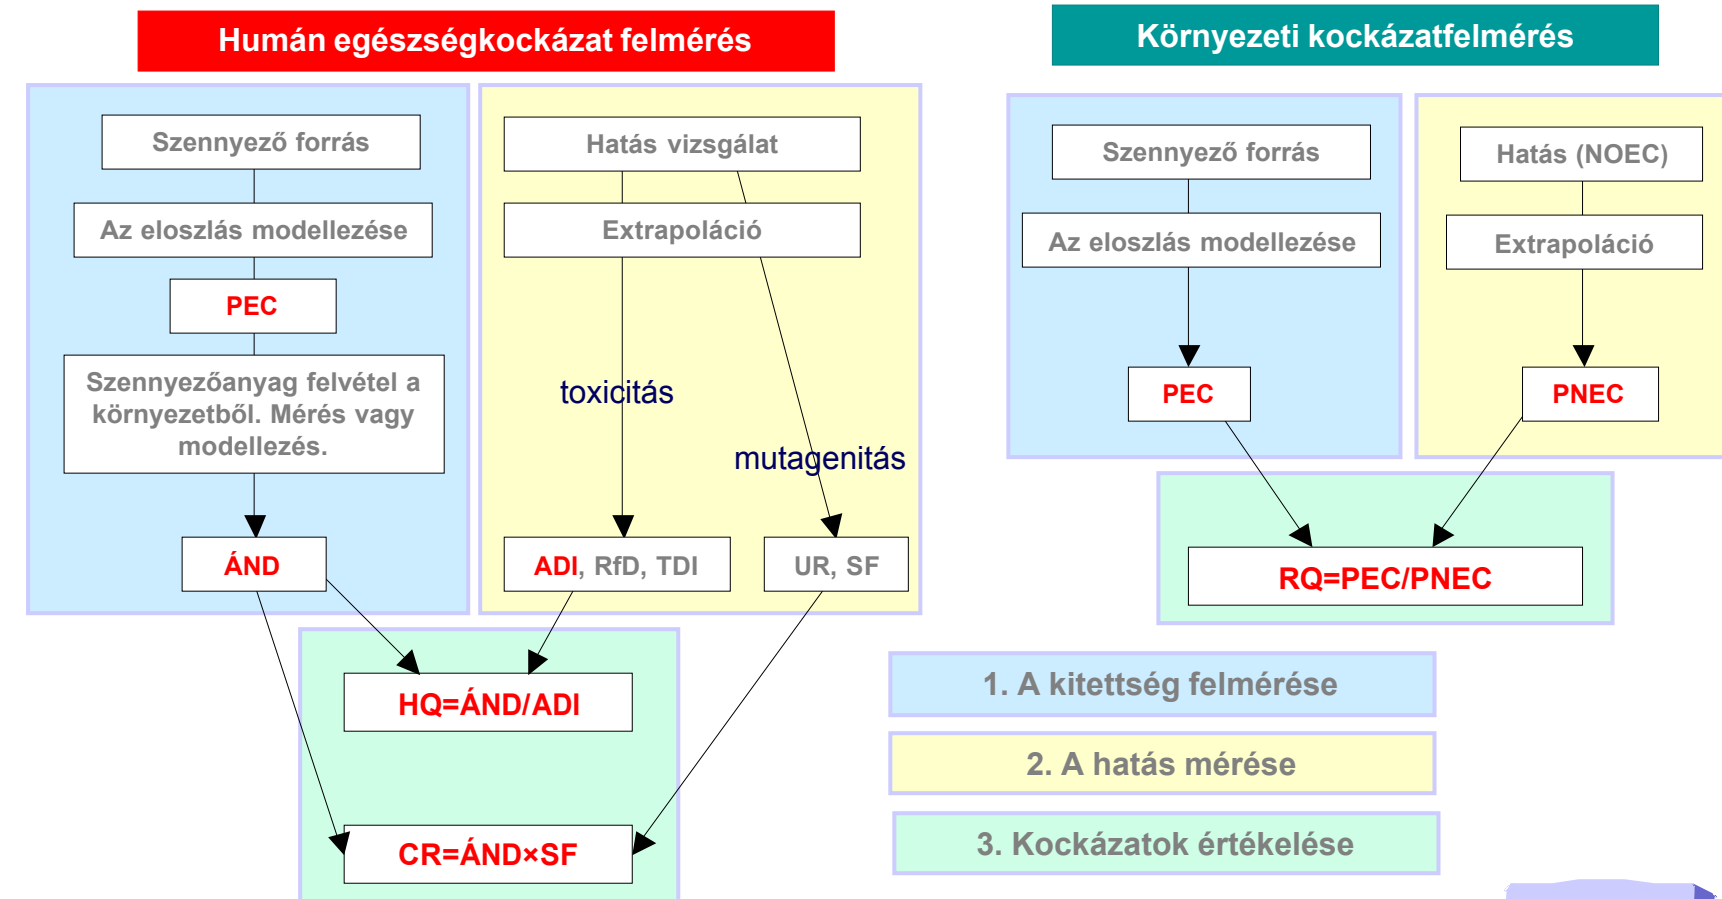 Humán egészségkockázat felmérés
Szennyező forrás
Az eloszlás modellezése
PEC
Szennyezőanyag felvétel a
környezetből. Mérés vagy
modellezés.
ÁND
Hatás vizsgálat
Extrapoláció
toxicitás
mutagenitás
ADI, RfD, TDI
UR, SF
HQ=ÁND/ADI
CR=ÁND×SF
Környezeti kockázatfelmérés
Szennyező forrás
Az eloszlás modellezése
PEC
Hatás (NOEC)
Extrapoláció
PNEC
RQ=PEC/PNEC
1. A kitettség felmérése
2. A hatás mérése
3. Kockázatok értékelése